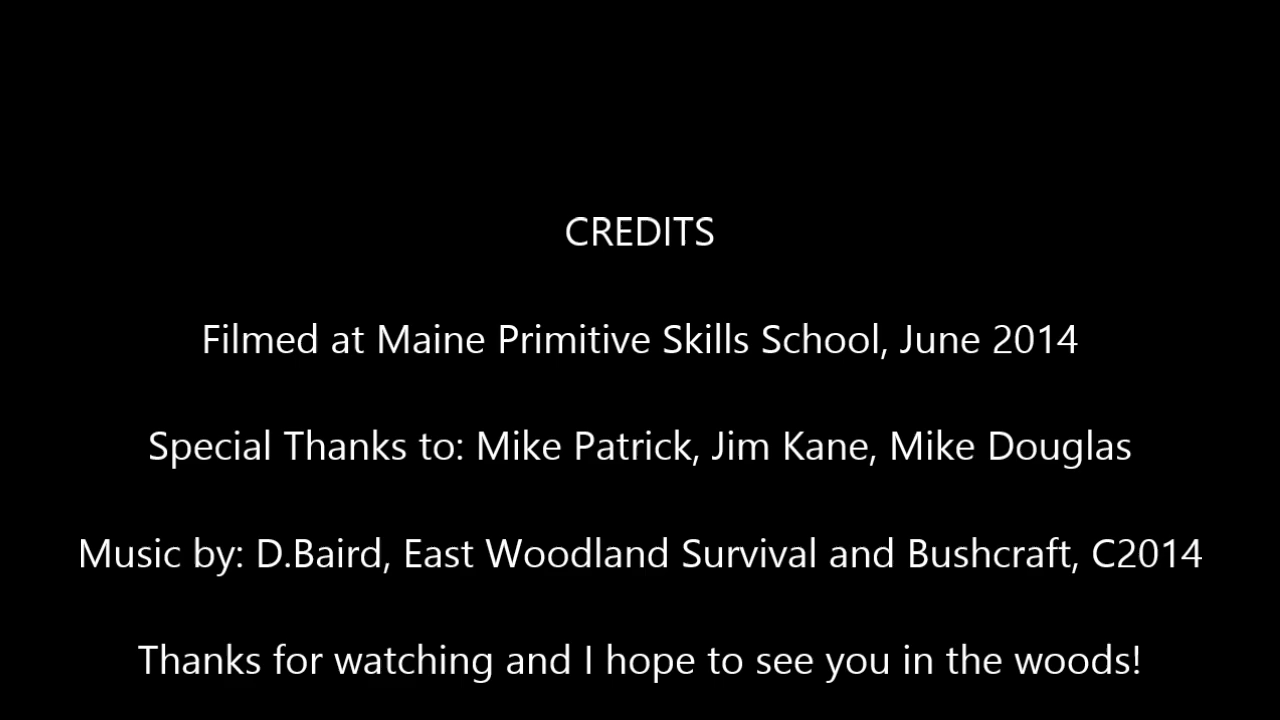 CREDITS
Filmed at Maine Primitive Skills School, June 2014
Special Thanks to: Mike Patrick, Jim Kane, Mike Douglas
Music by: D.Baird, East Woodland Survival and Bushcraft, C2014
Thanks for watching and I hope to see you in the woods!